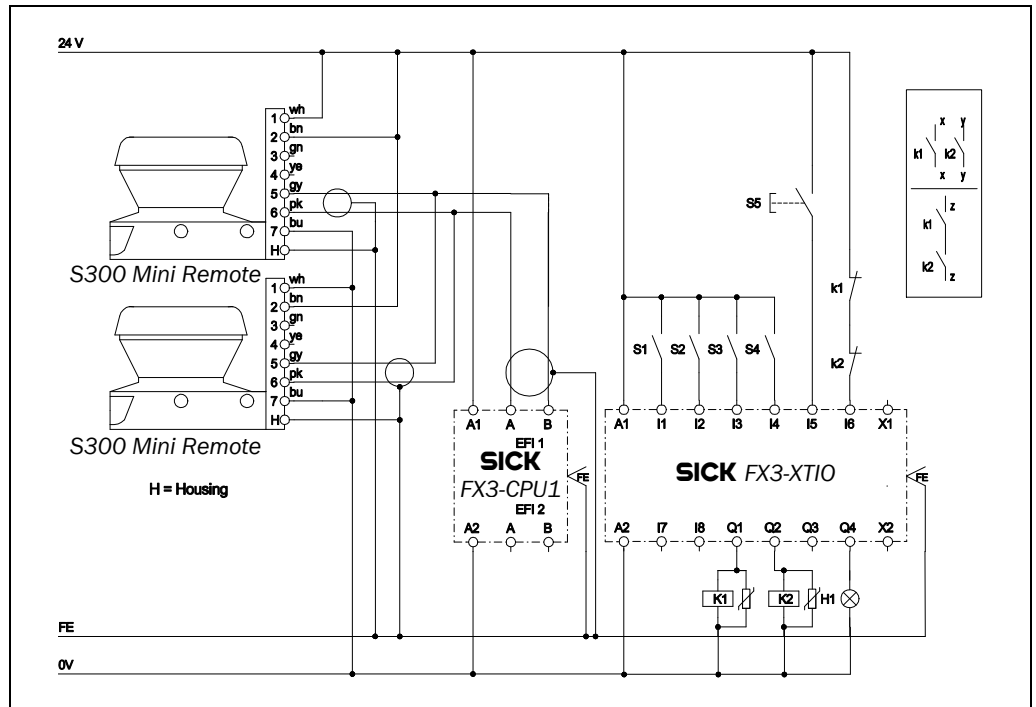 24 V
1 wh
2 bn
3 gn
4 ye
5 gy
6 pk
7 bu
H
S300 Mini Remote
1 wh
2 bn
3 gn
4 ye
5 gy
6 pk
7 bu
H
S300 Mini Remote
H = Housing
x y
k1 k2
x y
z
k1
k2
z
S5
k1
k2
S1 S2 S3 S4
A1 A B
EFI 1
SICK
FX3-CPU1
FE
EFI 2
A2 A B
A1 I1 I2 I3 I4 I5 I6 X1
SICK FX3-XTIO
FE
A2 I7 I8 Q1 Q2 Q3 Q4 X2
K1 K2 H1
FE
0V